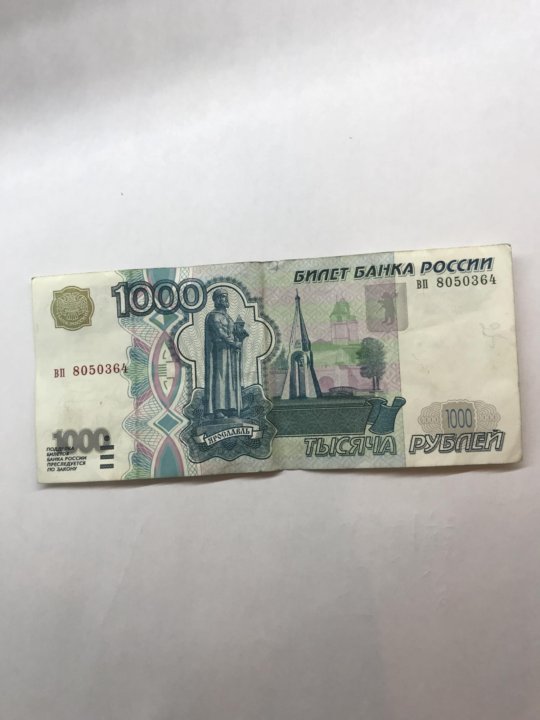 1000
БИЛЕТ БАНКА РОССИИ
вп 8050364
вп 8050364
ЯРОСЛАВЛЬ
1000
ПОДДЕЛКА
БИЛЕТОВ
БАНКА РОССИИ
ПРЕСЛЕДУЕТСЯ
ПО ЗАКОНУ
1000
ТЫСЯЧА РУБЛЕЙ